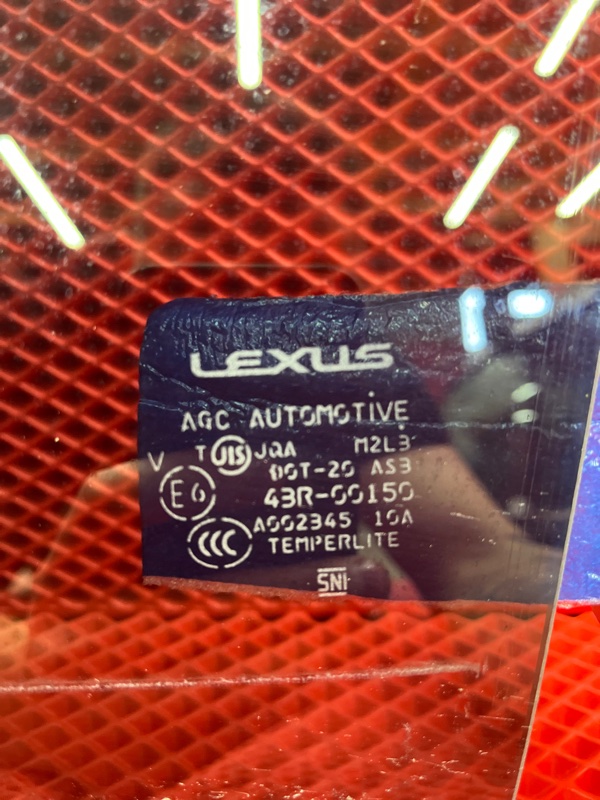 LEXUS
AGC AUTOMOTIVE
V T JIS JQA M2L3
DOT-20 AS3
E6 43R-00150
CCC A002345 10A
TEMPERLITE
SNI